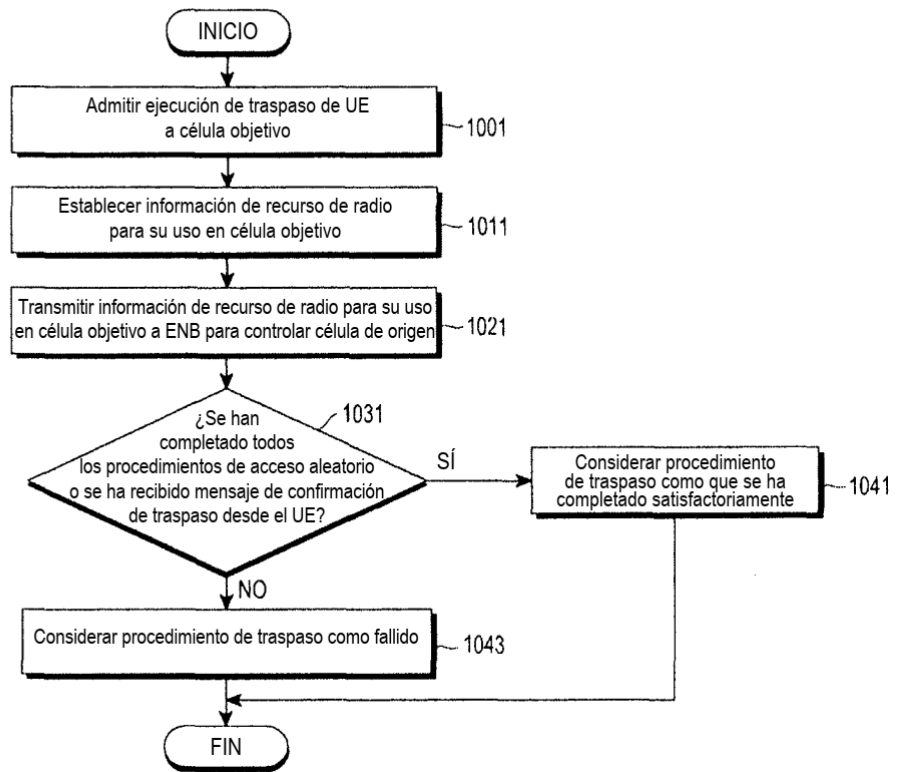 INICIO
Admitir ejecución de traspaso de UE
a célula objetivo
1001
Establecer información de recurso de radio
para su uso en célula objetivo
1011
Transmitir información de recurso de radio para su uso
en célula objetivo a ENB para controlar célula de origen
1021
¿Se han
completado todos
los procedimientos de acceso aleatorio
o se ha recibido mensaje de confirmación
de traspaso desde el UE?
1031
SÍ
Considerar procedimiento
de traspaso como que se ha
completado satisfactoriamente
1041
NO
Considerar procedimiento de traspaso como fallido
1043
FIN